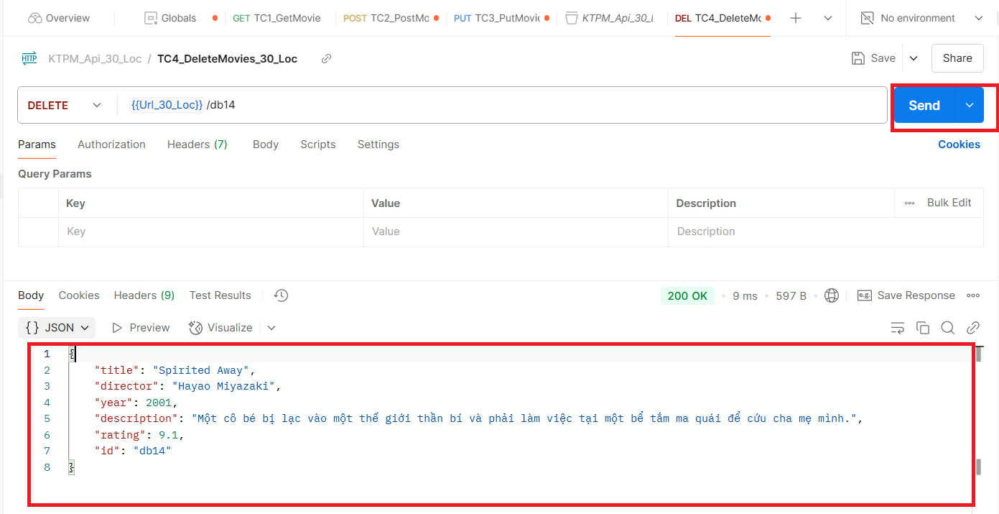 Overview Globals GET TC1_GetMovie POST TC2_PostMo PUT TC3_PutMovie KTPM_Api_30_l DEL TC4_DeleteMo No environment
HTTP KTPM_Api_30_Loc / TC4_DeleteMovies_30_Loc Save Share
DELETE {{Url_30_Loc}} /db14 Send
Params Authorization Headers (7) Body Scripts Settings Cookies
Query Params
Key Value Description Bulk Edit
Key Value Description
Body Cookies Headers (9) Test Results 200 OK 9 ms 597 B e.g. Save Response
{} JSON Preview Visualize
1 {
2 "title": "Spirited Away",
3 "director": "Hayao Miyazaki",
4 "year": 2001,
5 "description": "Một cô bé bị lạc vào một thế giới thần bí và phải làm việc tại một bể tắm ma quái để cứu cha mẹ mình.",
6 "rating": 9.1,
7 "id": "db14"
8 }